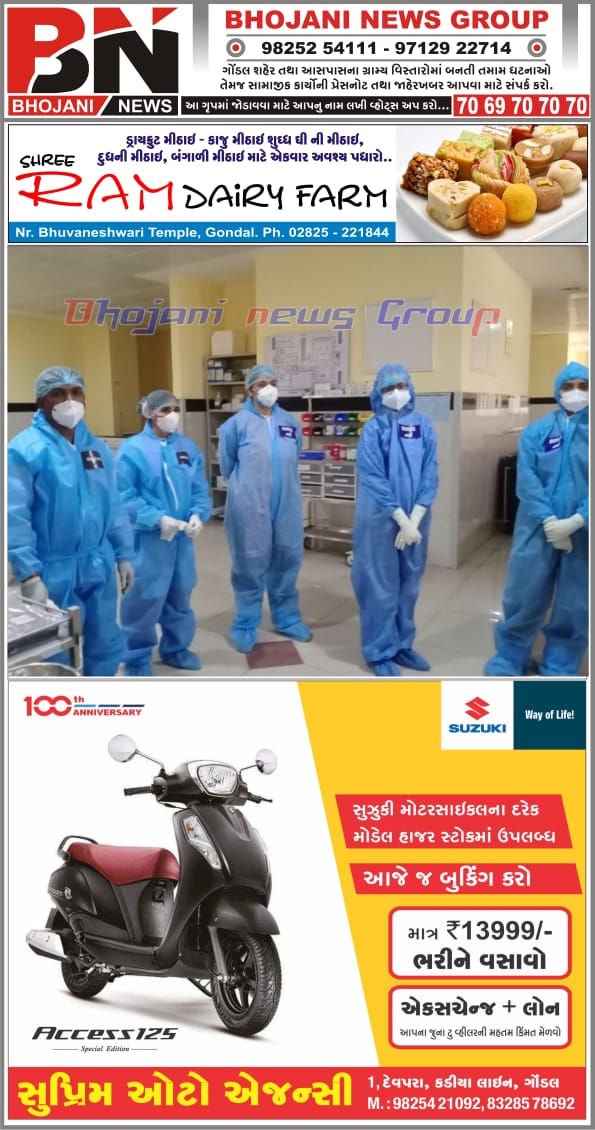 BN
BHOJANI NEWS
BHOJANI NEWS GROUP
98252 54111 - 97129 22714
ગોંડલ શહેર તથા આસપાસના ગ્રામ્ય વિસ્તારોમાં બનતી તમામ ઘટનાઓ
તેમજ સામાજીક કાર્યોની પ્રેસનોટ તથા જાહેરખબર આપવા માટે સંપર્ક કરો.
આ ગૃપમાં જોડાવવા માટે આપનુ નામ લખી વ્હોટ્સ અપ કરો... 70 69 70 70 70
ડ્રાયફ્રુટ મીઠાઇ - કાજુ મીઠાઇ શુધ્ધ ઘી ની મીઠાઈ,
દુધની મીઠાઈ, બંગાળી મીઠાઈ માટે એકવાર અવશ્ય પધારો..
SHREE
RAM DAIRY FARM
Nr. Bhuvaneshwari Temple, Gondal. Ph. 02825 - 221844
Bhojani news Group
100th ANNIVERSARY
SUZUKI
Way of Life!
સુઝુકી મોટરસાઈકલના દરેક
મોડેલ હાજર સ્ટોકમાં ઉપલબ્ધ
આજે જ બુકિંગ કરો
માત્ર ₹13999/-
ભરીને વસાવો
એકસચેન્જ + લોન
આપના જુના ટુ વ્હીલરની મહતમ કિંમત મેળવો
Access125
Special Edition
સુપ્રિમ ઓટો એજન્સી
1, દેવપરા, કડીયા લાઈન, ગોંડલ
M. : 98254 21092, 83285 78692